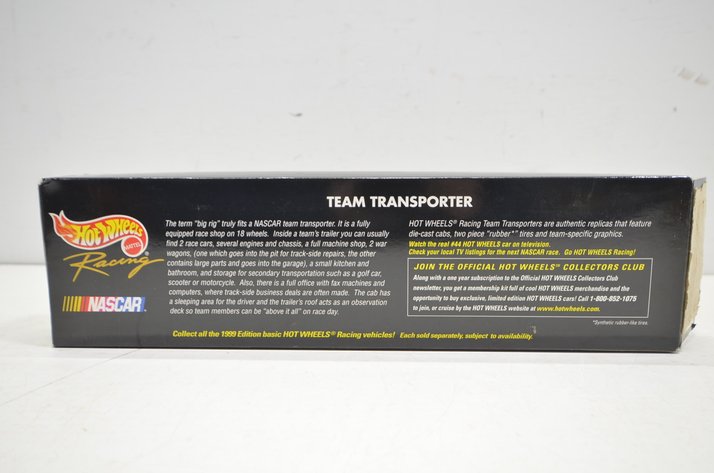 TEAM TRANSPORTER
Hot Wheels
MATTEL
Racing
NASCAR
The term "big rig" truly fits a NASCAR team transporter. It is a fully
equipped race shop on 18 wheels. Inside a team's trailer you can usually
find 2 race cars, several engines and chassis, a full machine shop, 2 war
wagons, (one which goes into the pit for track-side repairs, the other
contains large parts and goes into the garage), a small kitchen and
bathroom, and storage for secondary transportation such as a golf car,
scooter or motorcycle. Also, there is a full office with fax machines and
computers, where track-side business deals are often made. The cab has
a sleeping area for the driver and the trailer's roof acts as an observation
deck so team members can be "above it all" on race day.
HOT WHEELS® Racing Team Transporters are authentic replicas that feature
die-cast cabs, two piece "rubber*" tires and team-specific graphics.
Watch the real #44 HOT WHEELS car on television.
Check your local TV listings for the next NASCAR race. Go HOT WHEELS Racing!
JOIN THE OFFICIAL HOT WHEELS™ COLLECTORS CLUB
Along with a one year subscription to the Official HOT WHEELS Collectors Club
newsletter, you get a membership kit full of cool HOT WHEELS merchandise and the
opportunity to buy exclusive, limited edition HOT WHEELS cars! Call 1-800-852-1075
to join, or cruise by the HOT WHEELS website at www.hotwheels.com.
*Synthetic rubber-like tires.
Collect all the 1999 Edition basic HOT WHEELS® Racing vehicles! Each sold separately, subject to availability.